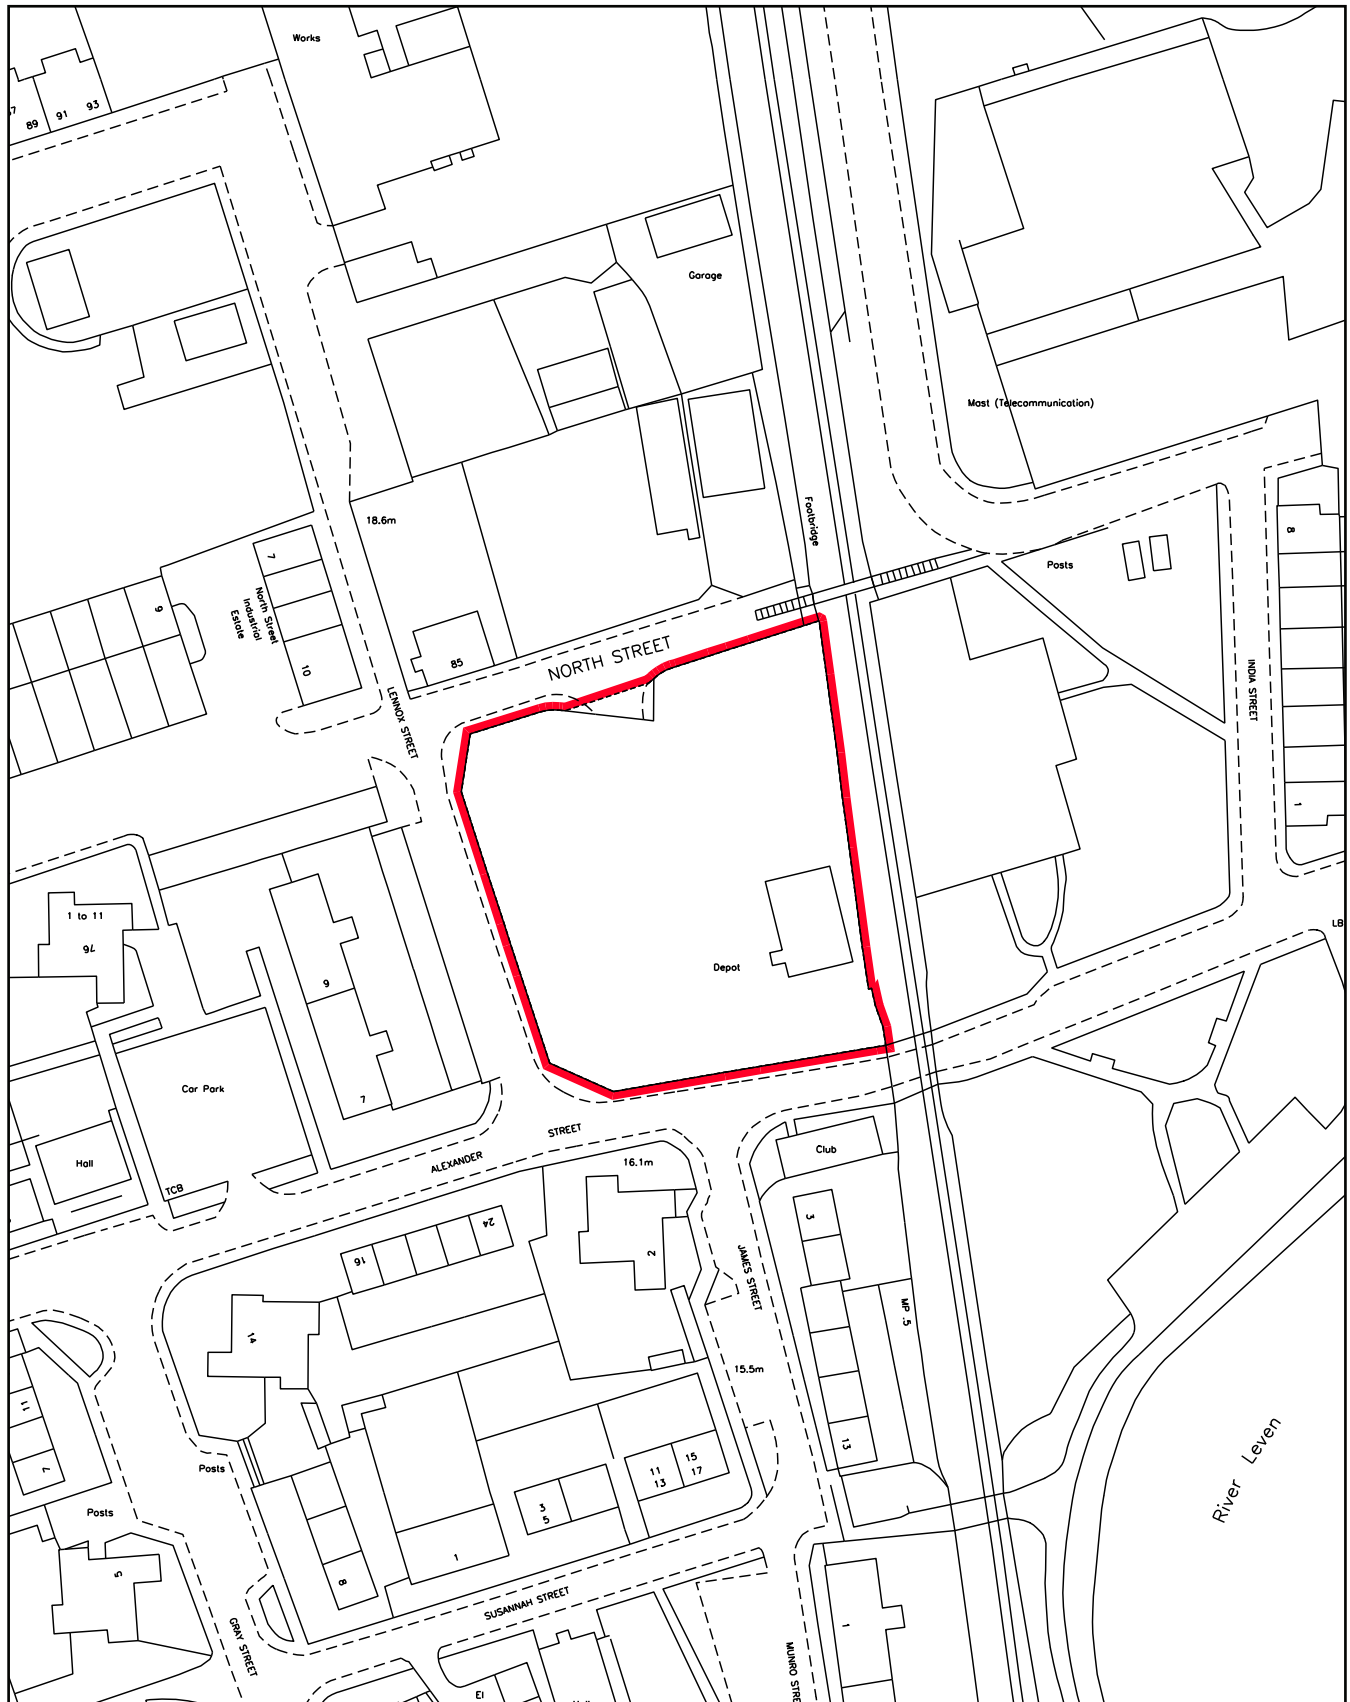 Works
93
91
89
Garage
Mast (Telecommunication)
18.6m
Footbridge
Posts
8
7
North Street
Industrial
Estate
9
10
85
NORTH STREET
LENNOX STREET
INDIA STREET
1
1 to 11
76
LB
9
Depot
Car Park
7
STREET
ALEXANDER
Club
16.1m
Hall
TCB
3
24
2
16
JAMES STREET
MP .5
14
15.5m
11
13
15
17
11
13
7
Posts
Posts
3
5
River Leven
1
5
8
SUSANNAH STREET
GRAY STREET
1
MUNRO STRE
El